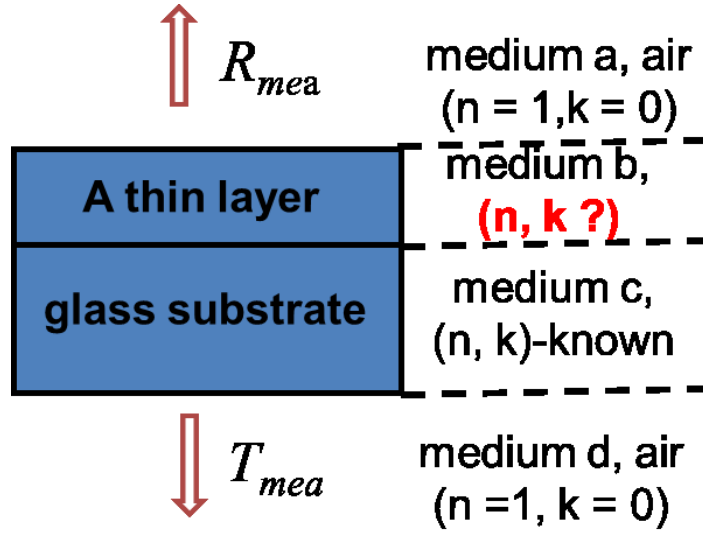 R_mea
medium a, air
(n = 1,k = 0)
A thin layer
medium b,
(n, k ?)
glass substrate
medium c,
(n, k)-known
T_mea
medium d, air
(n =1, k = 0)